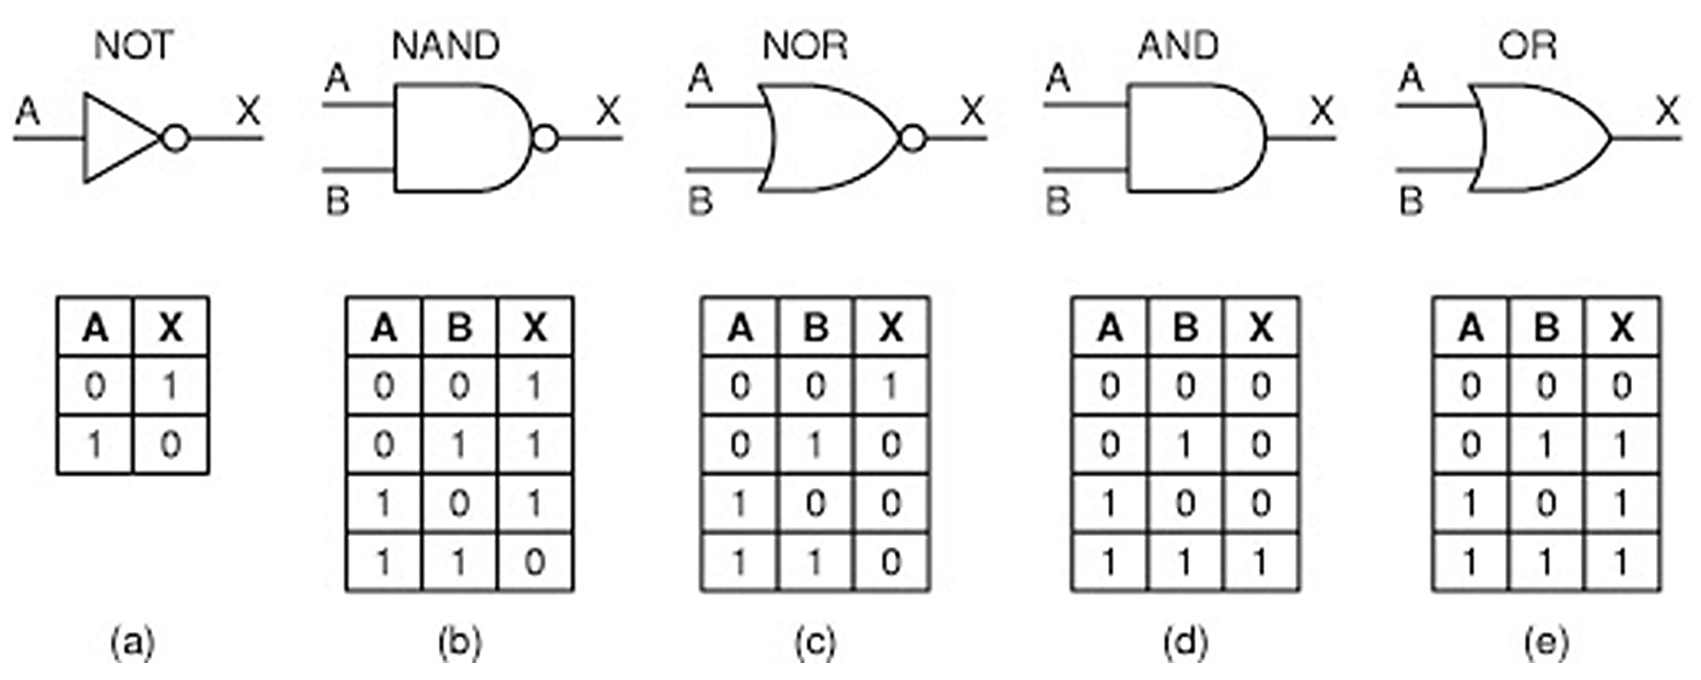 NOT NAND NOR AND OR
A X A B X A B X A B X A B X
A X A B X A B X A B X A B X
0 1 0 0 1 0 0 1 0 0 0 0 0 0
1 0 0 1 1 0 1 0 0 1 0 0 1 1
1 0 1 1 0 0 1 0 0 1 0 1
1 1 0 1 1 0 1 1 1 1 1 1
(a) (b) (c) (d) (e)